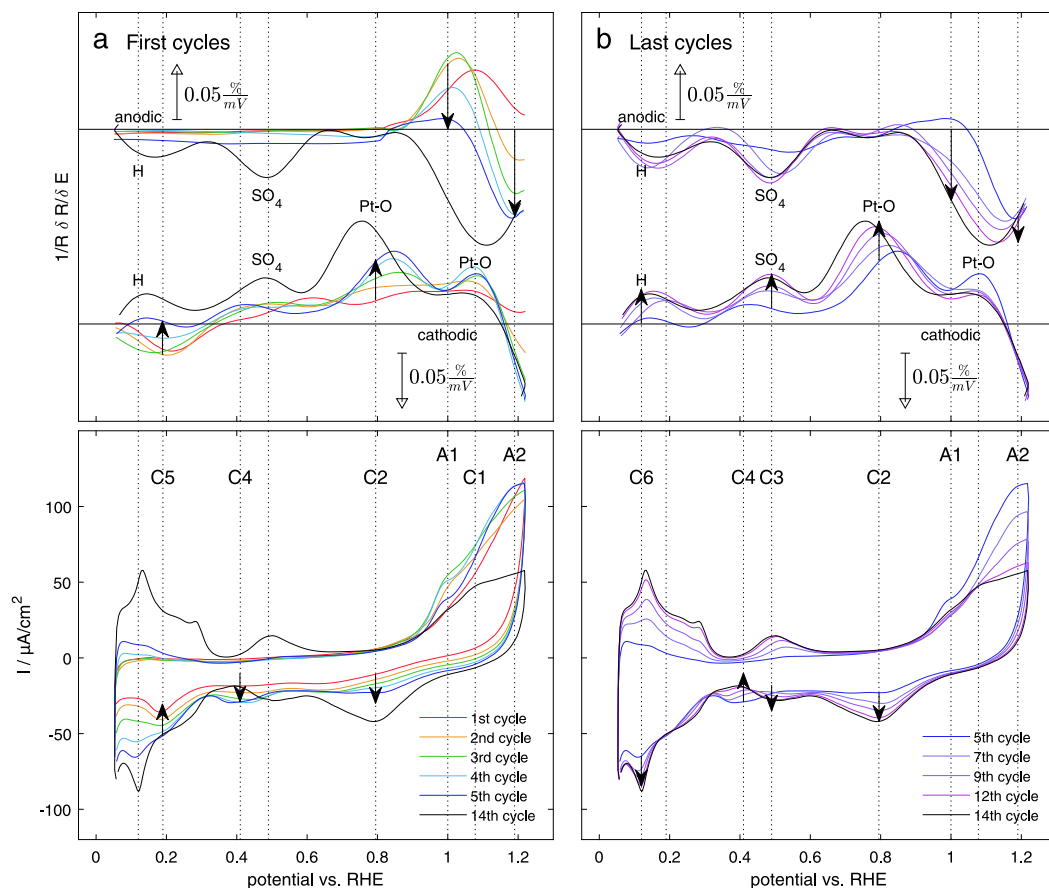 a First cycles
0.05 %/mV
anodic
H
SO4
Pt-O
H
SO4
Pt-O
cathodic
0.05 %/mV
1/R δ R/δ E
b Last cycles
0.05 %/mV
anodic
H
SO4
Pt-O
H
SO4
Pt-O
cathodic
0.05 %/mV
A1 A2
C5 C4 C2 C1
100
50
0
-50
-100
I / μA/cm²
1st cycle
2nd cycle
3rd cycle
4th cycle
5th cycle
14th cycle
0 0.2 0.4 0.6 0.8 1 1.2
potential vs. RHE
A1 A2
C6 C4 C3 C2
5th cycle
7th cycle
9th cycle
12th cycle
14th cycle
0 0.2 0.4 0.6 0.8 1 1.2
potential vs. RHE